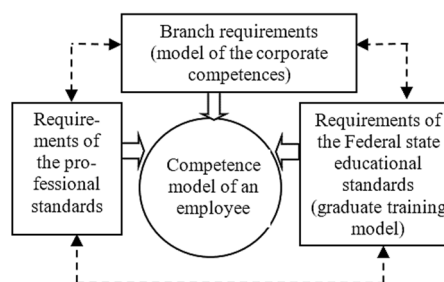 Branch requirements
(model of the corporate
competences)
Require-
ments of
the pro-
fessional
standards
Competence
model of an
employee
Requirements of
the Federal state
educational
standards
(graduate training
model)